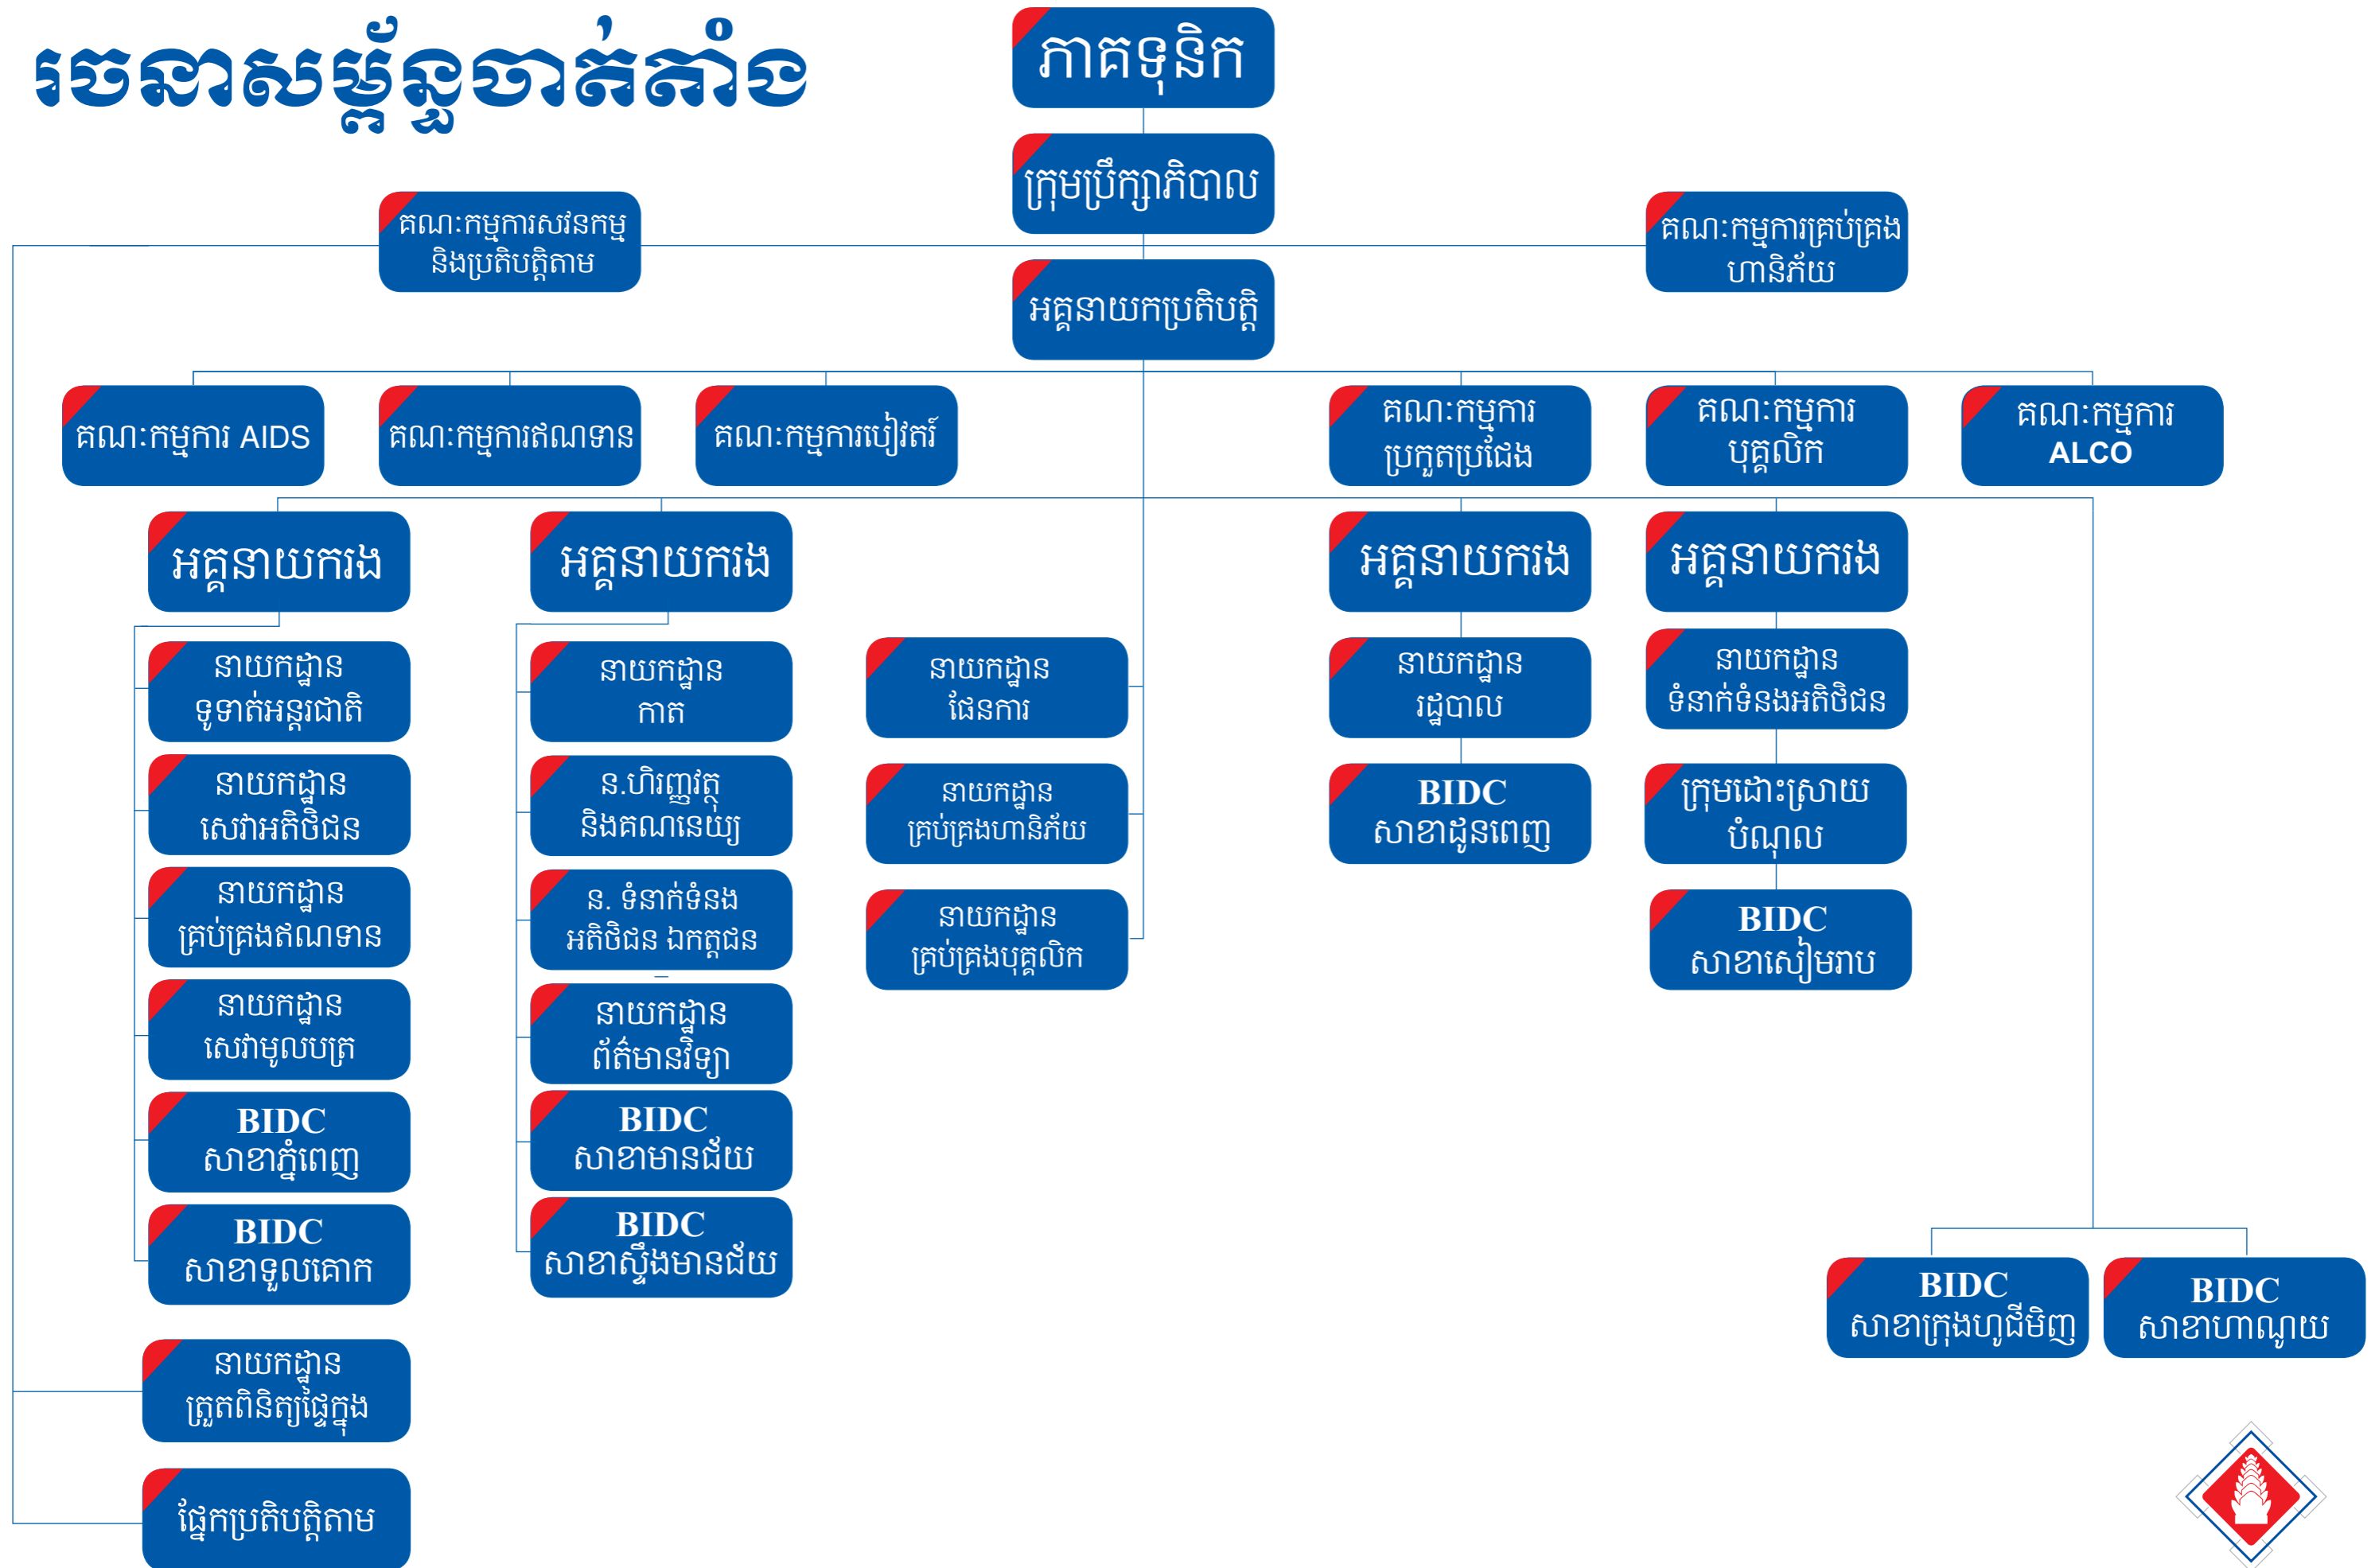 រចនាសម្ព័ន្ធចាត់តាំង
ភាគទុនិក
ក្រុមប្រឹក្សាភិបាល
គណៈកម្មការសវនកម្ម
និងប្រតិបត្តិតាម
គណៈកម្មការគ្រប់គ្រង
ហានិភ័យ
អគ្គនាយកប្រតិបត្តិ
គណៈកម្មការ AIDS
គណៈកម្មការឥណទាន
គណៈកម្មការបៀវតរ៍
គណៈកម្មការ
ប្រកួតប្រជែង
គណៈកម្មការ
បុគ្គលិក
គណៈកម្មការ
ALCO
អគ្គនាយករង
នាយកដ្ឋាន
ទូទាត់អន្តរជាតិ
នាយកដ្ឋាន
សេវាអតិថិជន
នាយកដ្ឋាន
គ្រប់គ្រងឥណទាន
នាយកដ្ឋាន
សេវាមូលបត្រ
BIDC
សាខាភ្នំពេញ
BIDC
សាខាទួលគោក
អគ្គនាយករង
នាយកដ្ឋាន
កាត
ន.ហិរញ្ញវត្ថុ
និងគណនេយ្យ
ន. ទំនាក់ទំនង
អតិថិជន ឯកត្តជន
នាយកដ្ឋាន
ព័ត៌មានវិទ្យា
BIDC
សាខាមានជ័យ
BIDC
សាខាស្ទឹងមានជ័យ
នាយកដ្ឋាន
ផែនការ
នាយកដ្ឋាន
គ្រប់គ្រងហានិភ័យ
នាយកដ្ឋាន
គ្រប់គ្រងបុគ្គលិក
អគ្គនាយករង
នាយកដ្ឋាន
រដ្ឋបាល
BIDC
សាខាដូនពេញ
អគ្គនាយករង
នាយកដ្ឋាន
ទំនាក់ទំនងអតិថិជន
ក្រុមដោះស្រាយ
បំណុល
BIDC
សាខាសៀមរាប
BIDC
សាខាក្រុងហូជីមិញ
BIDC
សាខាហាណូយ
នាយកដ្ឋាន
ត្រួតពិនិត្យផ្ទៃក្នុង
ផ្នែកប្រតិបត្តិតាម